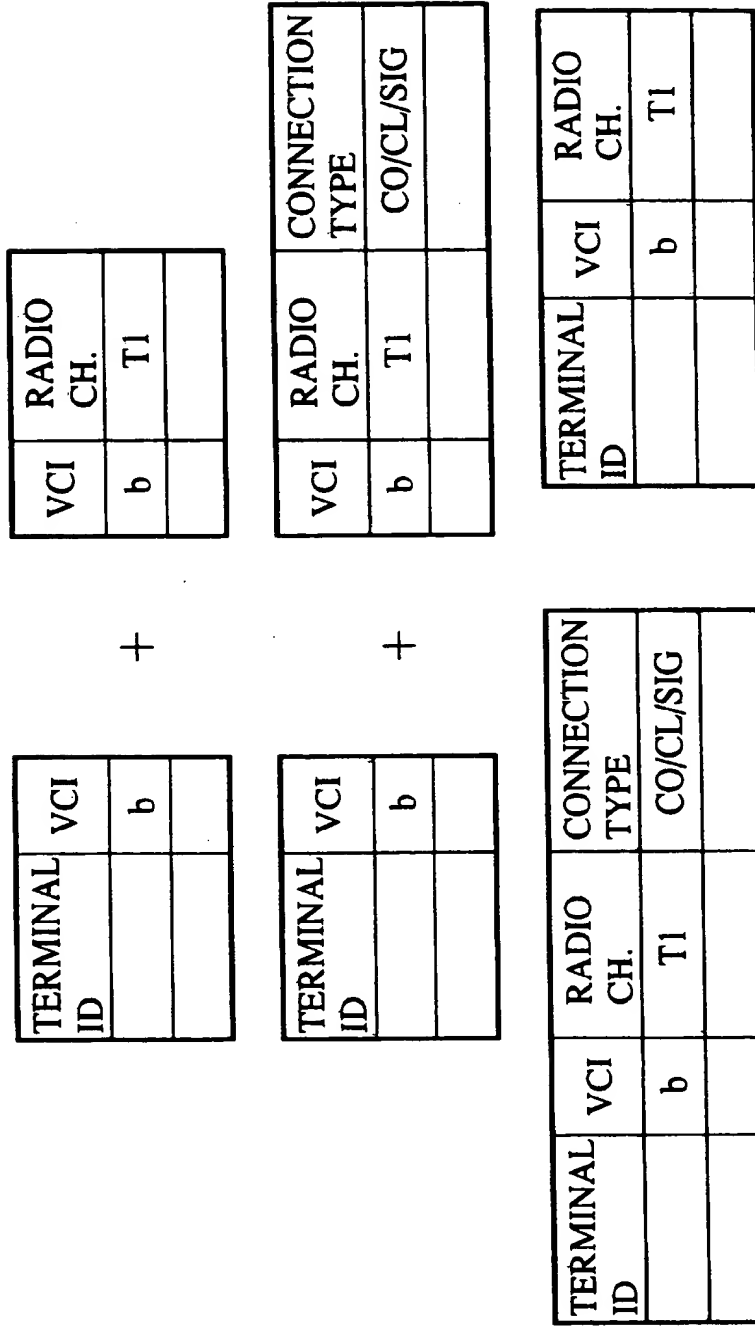 TERMINAL ID VCI
b
+
VCI RADIO CH.
b T1
TERMINAL ID VCI
b
+
VCI RADIO CH. CONNECTION TYPE
b T1 CO/CL/SIG
TERMINAL ID VCI RADIO CH. CONNECTION TYPE
b T1 CO/CL/SIG
TERMINAL ID VCI RADIO CH.
b T1